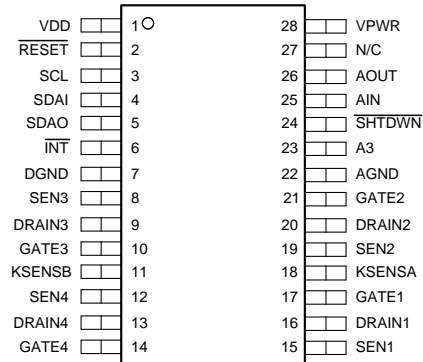 VDD 1 28 VPWR
RESET 2 27 N/C
SCL 3 26 AOUT
SDAI 4 25 AIN
SDAO 5 24 SHTDWN
INT 6 23 A3
DGND 7 22 AGND
SEN3 8 21 GATE2
DRAIN3 9 20 DRAIN2
GATE3 10 19 SEN2
KSENSB 11 18 KSENSA
SEN4 12 17 GATE1
DRAIN4 13 16 DRAIN1
GATE4 14 15 SEN1